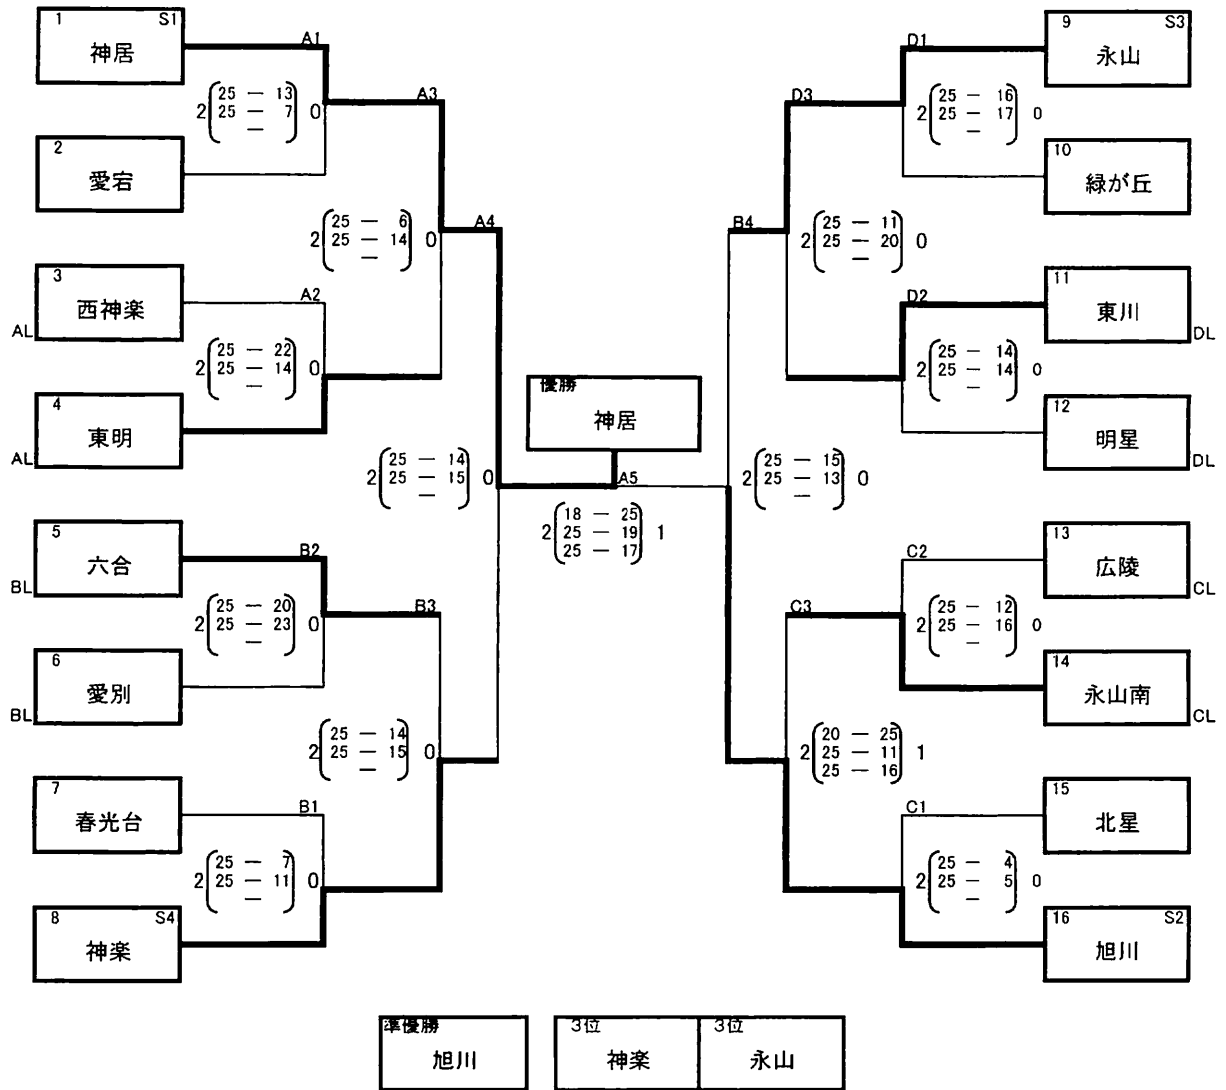 1 S1
神居
A1
2 25 — 13 0
25 — 7
—
2
愛宕
A3
2 25 — 6 0
25 — 14
—
3
西神楽
AL
A2
2 25 — 22 0
25 — 14
—
4
東明
AL
A4
2 25 — 14 0
25 — 15
—
5
六合
BL
B2
2 25 — 20 0
25 — 23
—
6
愛別
BL
B3
2 25 — 14 0
25 — 15
—
7
春光台
B1
2 25 — 7 0
25 — 11
—
8 S4
神楽
優勝
神居
A5
2 18 — 25 1
25 — 19
25 — 17
9 S3
永山
D1
2 25 — 16 0
25 — 17
—
10
緑が丘
D3
2 25 — 11 0
25 — 20
—
11
東川
DL
D2
2 25 — 14 0
25 — 14
—
12
明星
DL
B4
2 25 — 15 0
25 — 13
—
13
広陵
CL
C2
2 25 — 12 0
25 — 16
—
14
永山南
CL
C3
2 20 — 25 1
25 — 11
25 — 16
15
北星
C1
2 25 — 4 0
25 — 5
—
16 S2
旭川
準優勝
旭川
3位
神楽
3位
永山